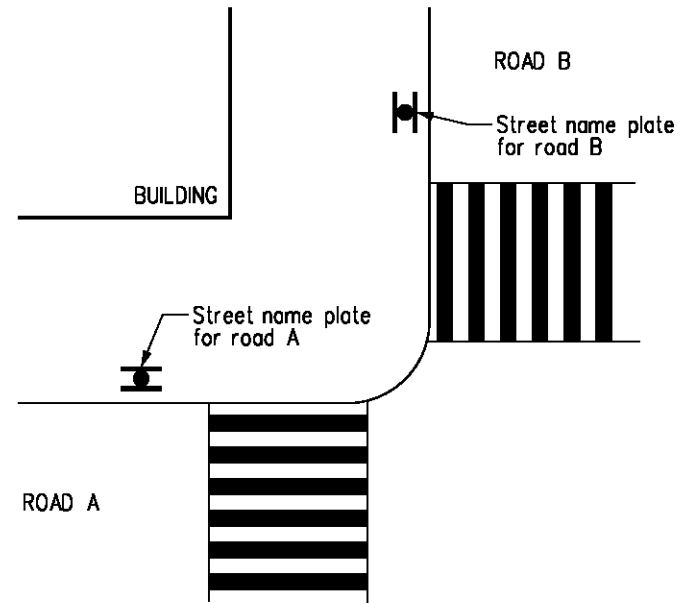 ROAD B
Street name plate
for road B
BUILDING
Street name plate
for road A
ROAD A